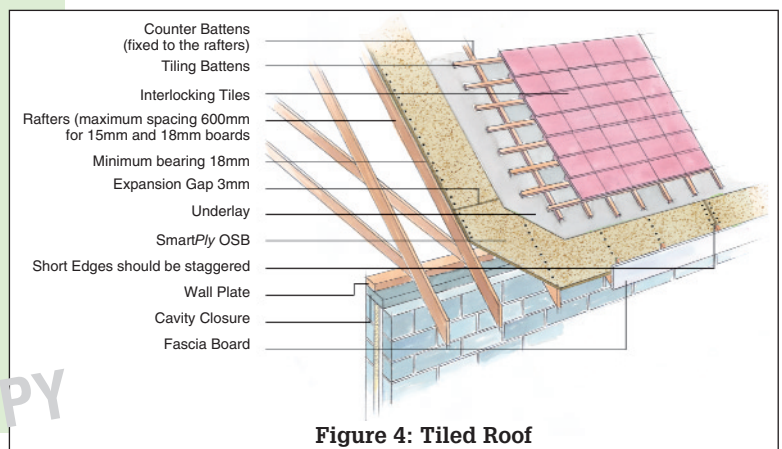 Counter Battens
(fixed to the rafters)
Tiling Battens
Interlocking Tiles
Rafters (maximum spacing 600mm
for 15mm and 18mm boards
Minimum bearing 18mm
Expansion Gap 3mm
Underlay
SmartPly OSB
Short Edges should be staggered
Wall Plate
Cavity Closure
Fascia Board
PY
Figure 4: Tiled Roof